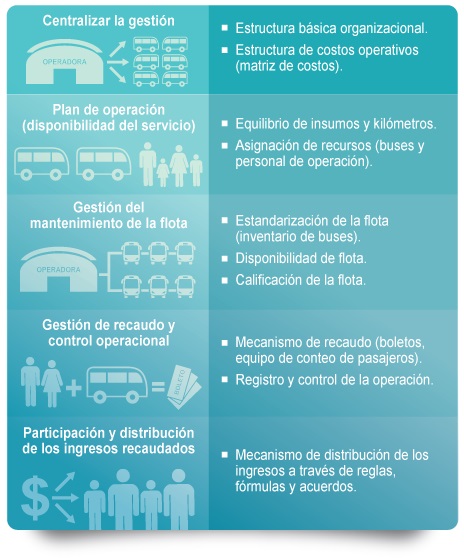 Centralizar la gestión
OPERADORA
Estructura básica organizacional.
Estructura de costos operativos
(matriz de costos).
Plan de operación
(disponibilidad del servicio)
Equilibrio de insumos y kilómetros.
Asignación de recursos (buses y
personal de operación).
Gestión del
mantenimiento de la flota
OPERADORA
Estandarización de la flota
(inventario de buses).
Disponibilidad de flota.
Calificación de la flota.
Gestión de recaudo y
control operacional
BOLETO
Mecanismo de recaudo (boletos,
equipo de conteo de pasajeros).
Registro y control de la operación.
Participación y distribución
de los ingresos recaudados
$
Mecanismo de distribución de los
ingresos a través de reglas,
fórmulas y acuerdos.